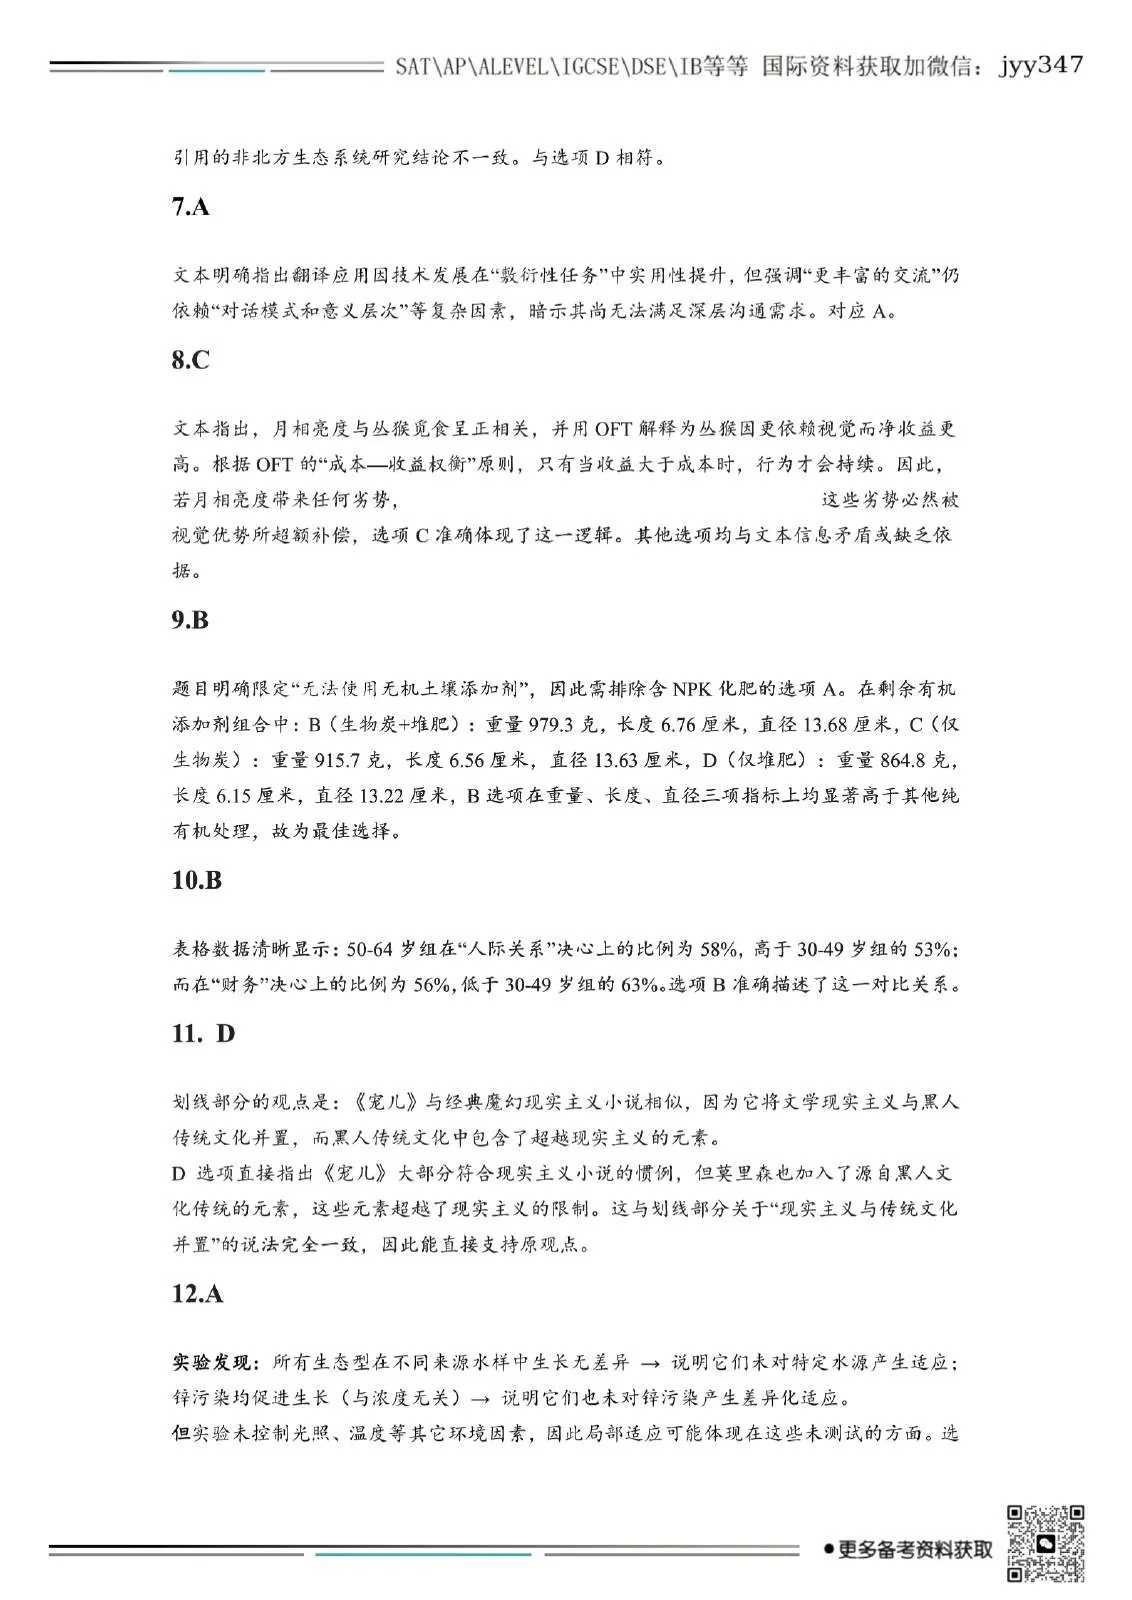 SAT\AP\ALEVEL\IGCSE\DSE\IB等等 国际资料获取加微信：jyy347
引用的非北方生态系统研究结论不一致。与选项 D 相符。
7.A
文本明确指出翻译应用因技术发展在“敷衍性任务”中实用性提升，但强调“更丰富的交流”仍
依赖“对话模式和意义层次”等复杂因素，暗示其尚无法满足深层沟通需求。对应 A。
8.C
文本指出，月相亮度与丛猴觅食呈正相关，并用 OFT 解释为丛猴因更依赖视觉而净收益更
高。根据 OFT 的“成本—收益权衡”原则，只有当收益大于成本时，行为才会持续。因此，
若月相亮度带来任何劣势， 这些劣势必然被
视觉优势所超额补偿，选项 C 准确体现了这一逻辑。其他选项均与文本信息矛盾或缺乏依
据。
9.B
题目明确限定“无法使用无机土壤添加剂”，因此需排除含 NPK 化肥的选项 A。在剩余有机
添加剂组合中：B（生物炭+堆肥）：重量 979.3 克，长度 6.76 厘米，直径 13.68 厘米，C（仅
生物炭）：重量 915.7 克，长度 6.56 厘米，直径 13.63 厘米，D（仅堆肥）：重量 864.8 克，
长度 6.15 厘米，直径 13.22 厘米，B 选项在重量、长度、直径三项指标上均显著高于其他纯
有机处理，故为最佳选择。
10.B
表格数据清晰显示：50-64 岁组在“人际关系”决心上的比例为 58%，高于 30-49 岁组的 53%；
而在“财务”决心上的比例为 56%，低于 30-49 岁组的 63%。选项 B 准确描述了这一对比关系。
11. D
划线部分的观点是：《宠儿》与经典魔幻现实主义小说相似，因为它将文学现实主义与黑人
传统文化并置，而黑人传统文化中包含了超越现实主义的元素。
D 选项直接指出《宠儿》大部分符合现实主义小说的惯例，但莫里森也加入了源自黑人文
化传统的元素，这些元素超越了现实主义的限制。这与划线部分关于“现实主义与传统文化
并置”的说法完全一致，因此能直接支持原观点。
12.A
实验发现：所有生态型在不同来源水样中生长无差异 → 说明它们未对特定水源产生适应；
锌污染均促进生长（与浓度无关）→ 说明它们也未对锌污染产生差异化适应。
但实验未控制光照、温度等其它环境因素，因此局部适应可能体现在这些未测试的方面。选
●更多备考资料获取